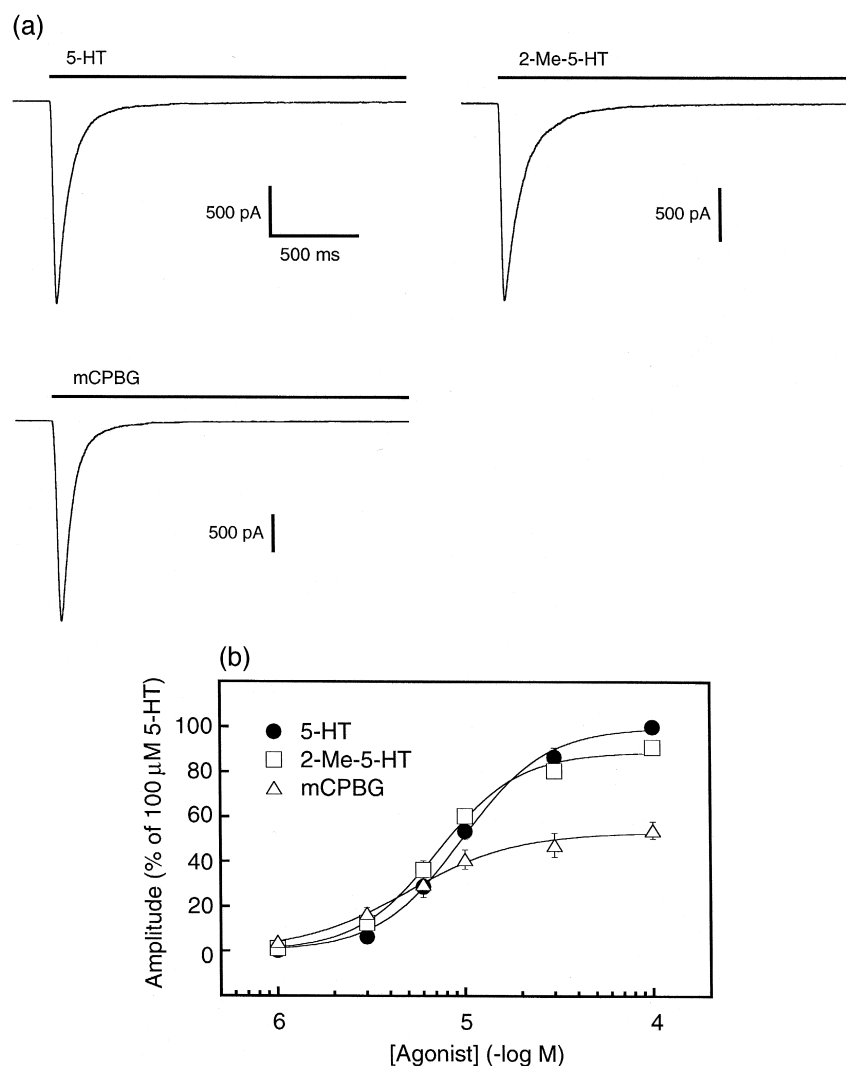 (a)
5-HT
2-Me-5-HT
500 pA
500 ms
500 pA
mCPBG
500 pA
(b)
Amplitude (% of 100 μM 5-HT)
100
80
60
40
20
0
5-HT
2-Me-5-HT
mCPBG
6 5 4
[Agonist] (-log M)